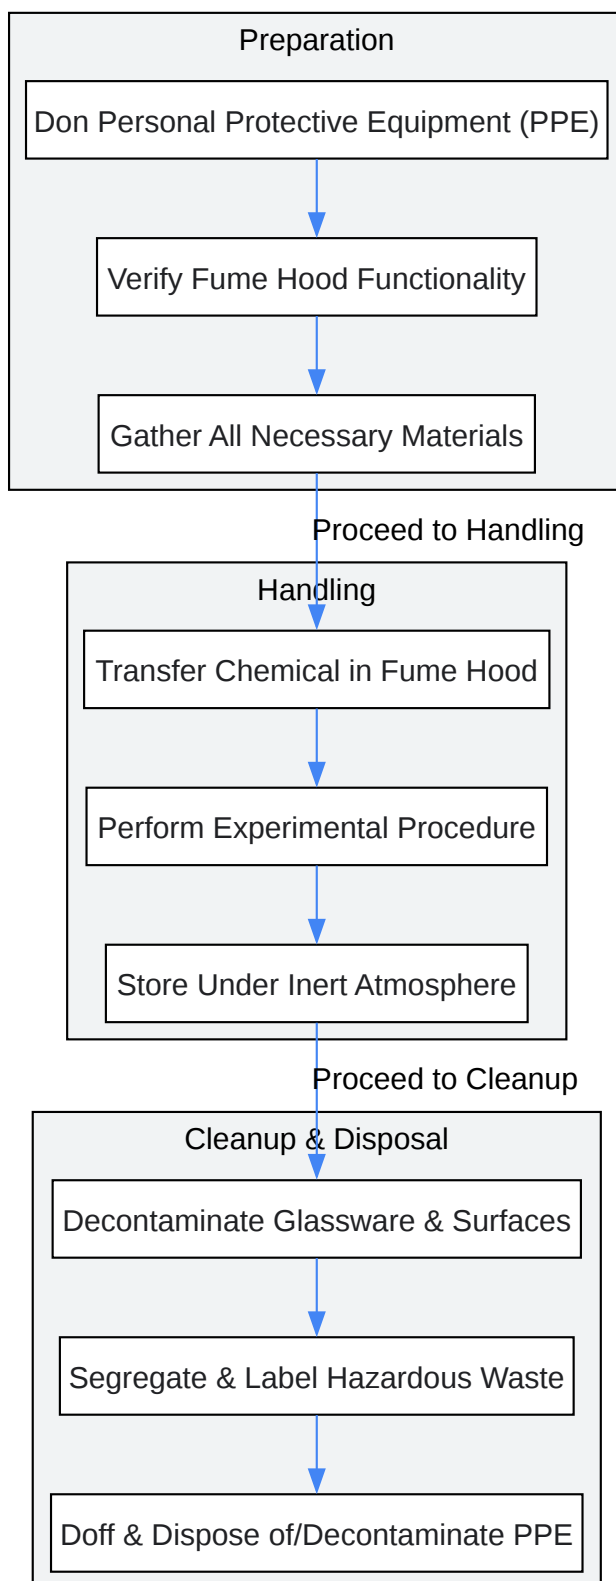 Preparation
Don Personal Protective Equipment (PPE)
Verify Fume Hood Functionality
Gather All Necessary Materials
Proceed to Handling
Handling
Transfer Chemical in Fume Hood
Perform Experimental Procedure
Store Under Inert Atmosphere
Proceed to Cleanup
Cleanup & Disposal
Decontaminate Glassware & Surfaces
Segregate & Label Hazardous Waste
Doff & Dispose of/Decontaminate PPE